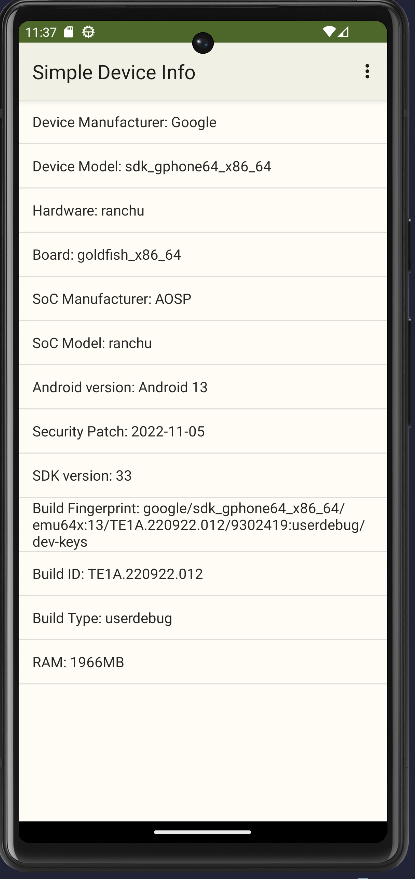 11:37
Simple Device Info
Device Manufacturer: Google
Device Model: sdk_gphone64_x86_64
Hardware: ranchu
Board: goldfish_x86_64
SoC Manufacturer: AOSP
SoC Model: ranchu
Android version: Android 13
Security Patch: 2022-11-05
SDK version: 33
Build Fingerprint: google/sdk_gphone64_x86_64/
emu64x:13/TE1A.220922.012/9302419:userdebug/
dev-keys
Build ID: TE1A.220922.012
Build Type: userdebug
RAM: 1966MB